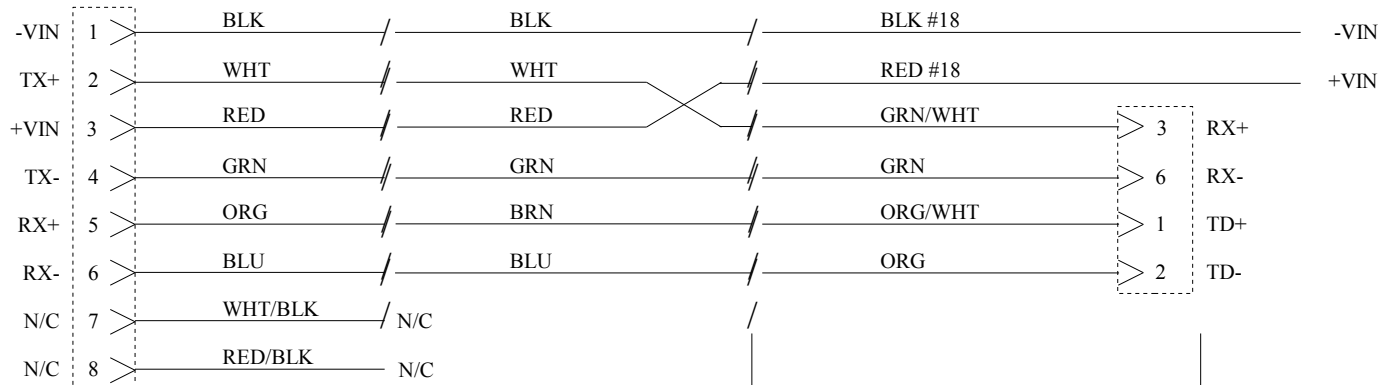 -VIN 1 BLK BLK BLK #18 -VIN
TX+ 2 WHT WHT RED #18 +VIN
+VIN 3 RED RED GRN/WHT 3 RX+
TX- 4 GRN GRN GRN 6 RX-
RX+ 5 ORG BRN ORG/WHT 1 TD+
RX- 6 BLU BLU ORG 2 TD-
N/C 7 WHT/BLK N/C
N/C 8 RED/BLK N/C